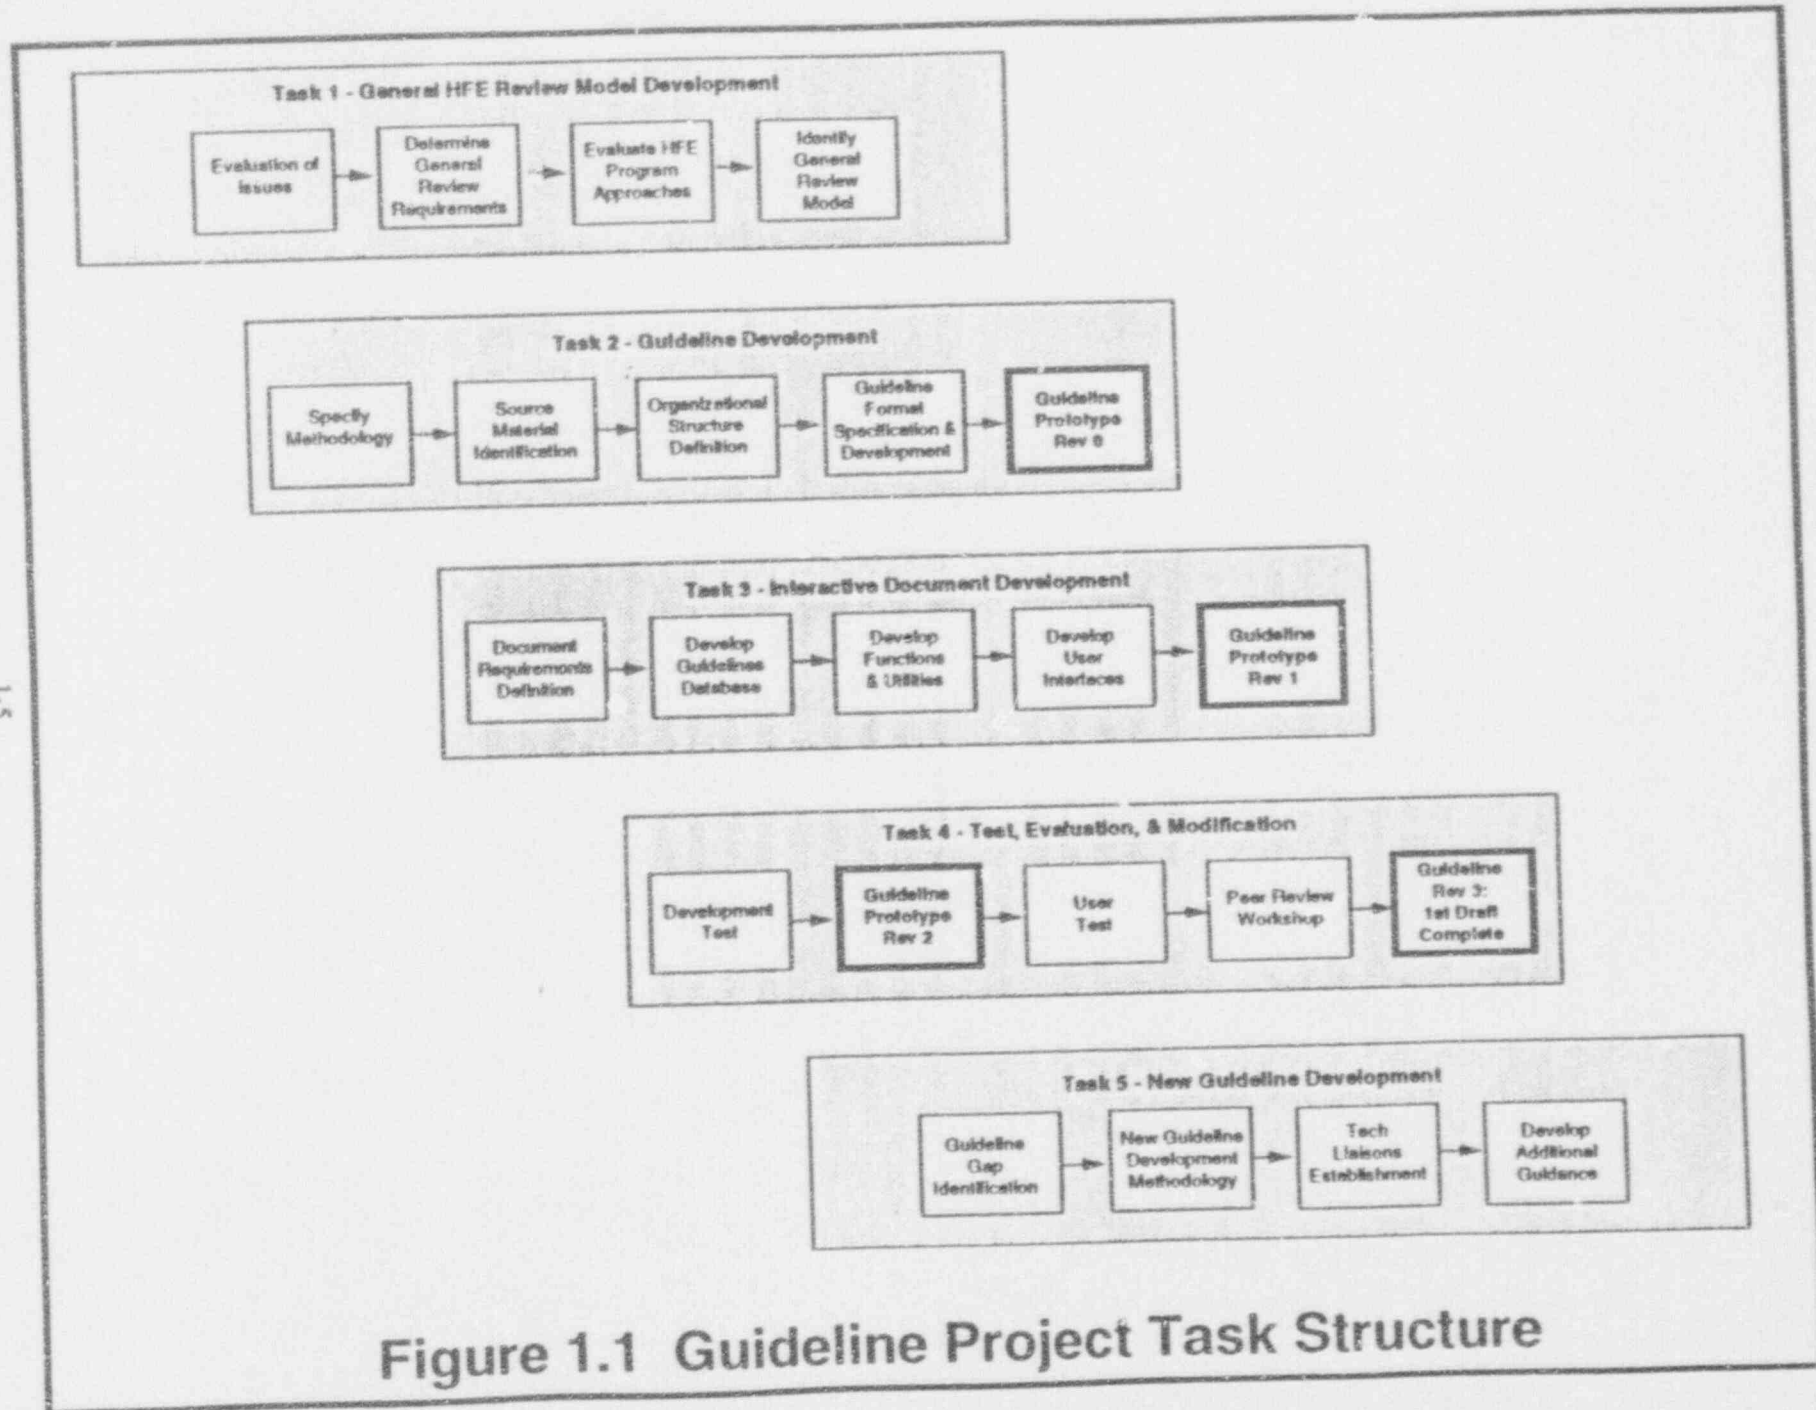 Task 1 - General HFE Review Model Development
Evaluation of
Issues
Determine
General
Review
Requirements
Evaluate HFE
Program
Approaches
Identify
General
Review
Model
Task 2 - Guideline Development
Specify
Methodology
Source
Material
Identification
Organizational
Structure
Definition
Guideline
Format
Specification &
Development
Guideline
Prototype
Rev 0
Task 3 - Interactive Document Development
Document
Requirements
Definition
Develop
Guidelines
Database
Develop
Functions
& Utilities
Develop
User
Interfaces
Guideline
Prototype
Rev 1
Task 4 - Test, Evaluation, & Modification
Development
Test
Guideline
Prototype
Rev 2
User
Test
Peer Review
Workshop
Guideline
Rev 3:
1st Draft
Complete
Task 5 - New Guideline Development
Guideline
Gap
Identification
New Guideline
Development
Methodology
Tech
Liaisons
Establishment
Develop
Additional
Guidance
Figure 1.1 Guideline Project Task Structure
1-5